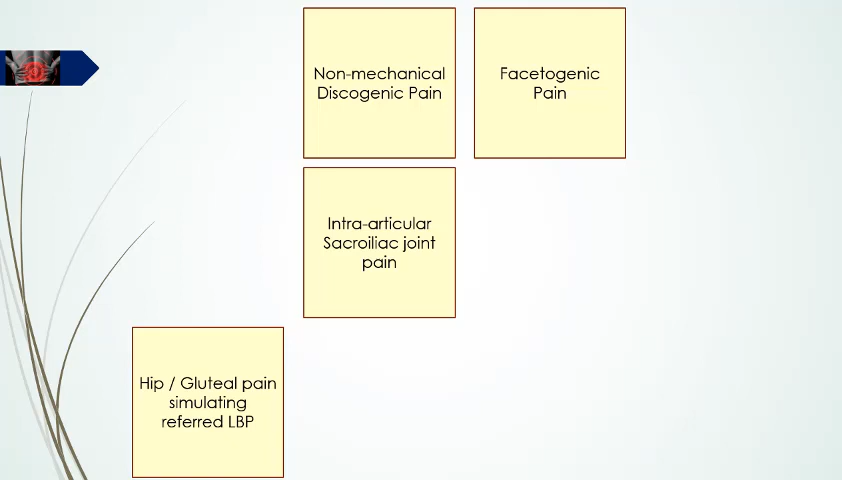 Non-mechanical
Discogenic Pain
Facetogenic
Pain
Intra-articular
Sacroiliac joint
pain
Hip / Gluteal pain
simulating
referred LBP